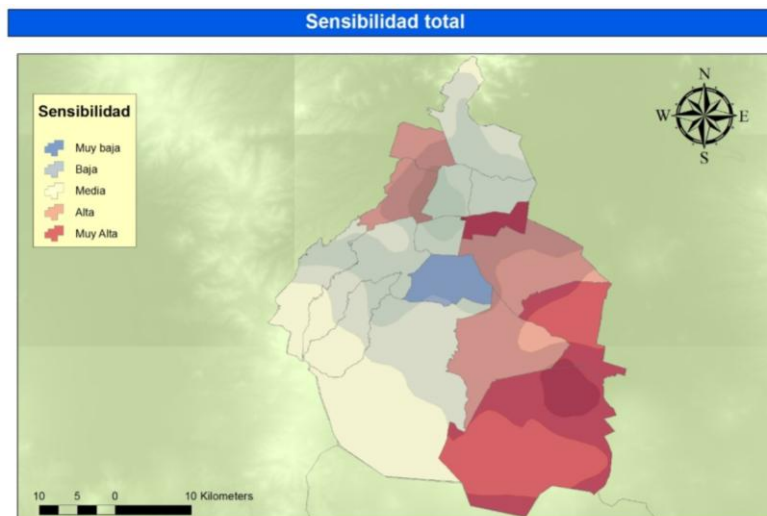 Sensibilidad total
N
W E
S
Sensibilidad
Muy baja
Baja
Media
Alta
Muy Alta
10 5 0 10 Kilometers